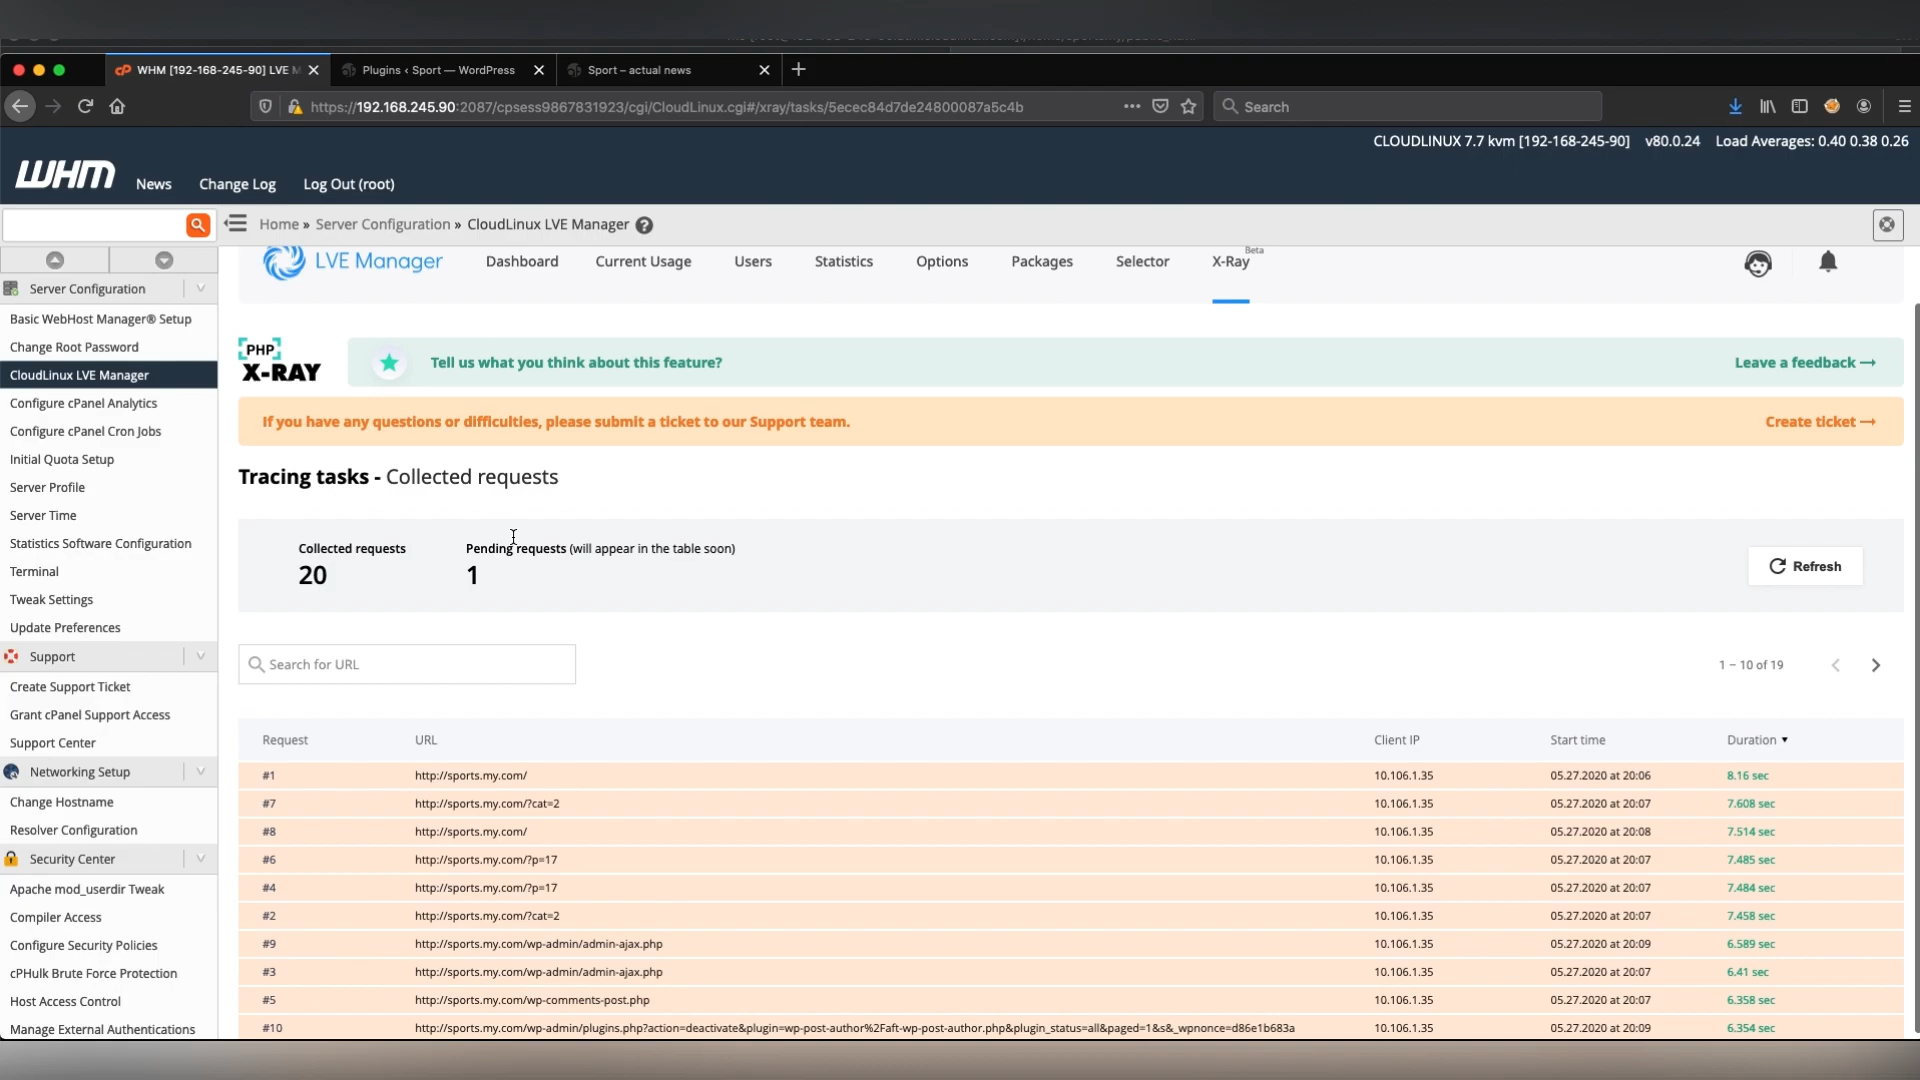 WHM [192-168-245-90] LVE M
Plugins ‹ Sport — WordPress
Sport – actual news
https://192.168.245.90:2087/cpsess9867831923/cgi/CloudLinux.cgi#/xray/tasks/5ecec84d7de24800087a5c4b
Search
CLOUDLINUX 7.7 kvm [192-168-245-90] v80.0.24 Load Averages: 0.40 0.38 0.26
WHM News Change Log Log Out (root)
Home » Server Configuration » CloudLinux LVE Manager
LVE Manager Dashboard Current Usage Users Statistics Options Packages Selector X-Ray Beta
Server Configuration
Basic WebHost Manager® Setup
Change Root Password
CloudLinux LVE Manager
Configure cPanel Analytics
Configure cPanel Cron Jobs
Initial Quota Setup
Server Profile
Server Time
Statistics Software Configuration
Terminal
Tweak Settings
Update Preferences
Support
Create Support Ticket
Grant cPanel Support Access
Support Center
Networking Setup
Change Hostname
Resolver Configuration
Security Center
Apache mod_userdir Tweak
Compiler Access
Configure Security Policies
cPHulk Brute Force Protection
Host Access Control
Manage External Authentications
PHP
X-RAY
Tell us what you think about this feature? Leave a feedback →
If you have any questions or difficulties, please submit a ticket to our Support team. Create ticket →
Tracing tasks - Collected requests
Collected requests Pending requests (will appear in the table soon)
20 1
Refresh
Search for URL
1 – 10 of 19
Request URL Client IP Start time Duration
#1 http://sports.my.com/ 10.106.1.35 05.27.2020 at 20:06 8.16 sec
#7 http://sports.my.com/?cat=2 10.106.1.35 05.27.2020 at 20:07 7.608 sec
#8 http://sports.my.com/ 10.106.1.35 05.27.2020 at 20:08 7.514 sec
#6 http://sports.my.com/?p=17 10.106.1.35 05.27.2020 at 20:07 7.485 sec
#4 http://sports.my.com/?p=17 10.106.1.35 05.27.2020 at 20:07 7.484 sec
#2 http://sports.my.com/?cat=2 10.106.1.35 05.27.2020 at 20:07 7.458 sec
#9 http://sports.my.com/wp-admin/admin-ajax.php 10.106.1.35 05.27.2020 at 20:09 6.589 sec
#3 http://sports.my.com/wp-admin/admin-ajax.php 10.106.1.35 05.27.2020 at 20:07 6.41 sec
#5 http://sports.my.com/wp-comments-post.php 10.106.1.35 05.27.2020 at 20:07 6.358 sec
#10 http://sports.my.com/wp-admin/plugins.php?action=deactivate&plugin=wp-post-author%2Faft-wp-post-author.php&plugin_status=all&paged=1&s&_wpnonce=d86e1b683a 10.106.1.35 05.27.2020 at 20:09 6.354 sec